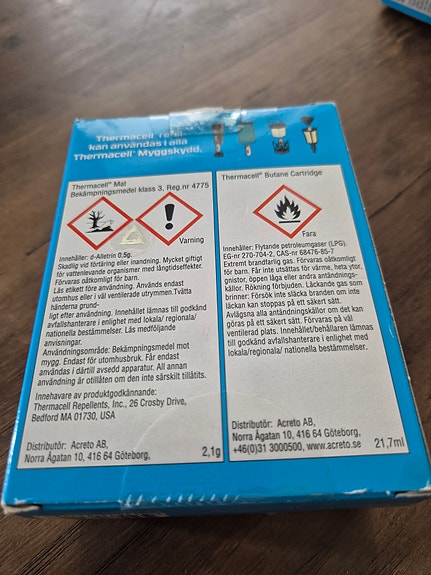 Thermacell® refill
kan användas i alla
Thermacell® Myggskydd.
Thermacell® Mat
Bekämpningsmedel klass 3, Reg.nr 4775
Varning
Innehåller: d-Alletrin 0,5g.
Skadlig vid förtäring eller inandning. Mycket giftigt
för vattenlevande organismer med långtidseffekter.
Förvaras oåtkomligt för barn.
Läs etikett före användning. Används endast
utomhus eller i väl ventilerade utrymmen.Tvätta
händerna grund-
ligt efter användning. Innehållet lämnas till godkänd
avfallshanterare i enlighet med lokala/ regionala/
nationella bestämmelser. Läs medföljande
anvisningar.
Användningsområde: Bekämpningsmedel mot
mygg. Endast för utomhusbruk. Får endast
användas i därtill avsedd apparatur. All annan
användning är otillåten om den inte särskilt tillåtits.
Innehavare av produktgodkännande:
Thermacell Repellents, Inc., 26 Crosby Drive,
Bedford MA 01730, USA
Distributör: Acreto AB,
Norra Ågatan 10, 416 64 Göteborg,
2,1g
Thermacell® Butane Cartridge
Fara
Innehåller: Flytande petroleumgaser (LPG).
EG-nr 270-704-2, CAS-nr 68476-85-7
Extremt brandfarlig gas. Förvaras oåtkomligt
för barn. Får inte utsättas för värme, heta ytor,
gnistor, öppen låga eller andra antändnings-
källor. Rökning förbjuden. Läckande gas som
brinner: Försök inte släcka branden om inte
läckan kan stoppas på ett säkert sätt.
Avlägsna alla antändkällor om det kan
göras på ett säkert sätt. Förvaras på väl
ventilerad plats. Innehållet/behållaren lämnas
till godkänd avfallshanterare i enlighet med
lokala/regionala/ nationella bestämmelser.
Distributör: Acreto AB,
Norra Ågatan 10, 416 64 Göteborg,
+46(0)31 3000500, www.acreto.se
21,7ml